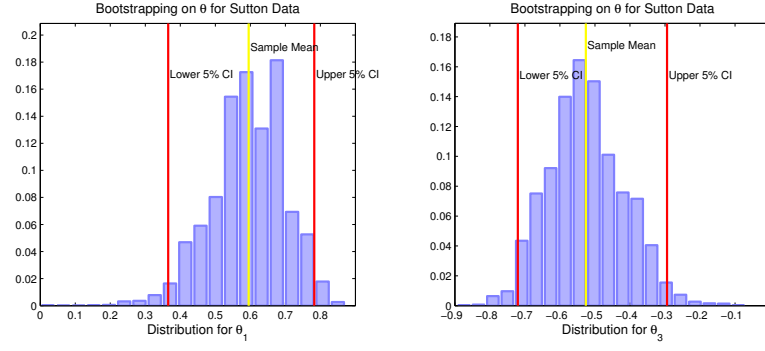 Bootstrapping on θ for Sutton Data
0.2
0.18
0.16
0.14
0.12
0.1
0.08
0.06
0.04
0.02
0
Sample Mean
Lower 5% CI
Upper 5% CI
0 0.1 0.2 0.3 0.4 0.5 0.6 0.7 0.8
Distribution for θ1
Bootstrapping on θ for Sutton Data
0.18
0.16
0.14
0.12
0.1
0.08
0.06
0.04
0.02
0
Sample Mean
Lower 5% CI
Upper 5% CI
−0.9 −0.8 −0.7 −0.6 −0.5 −0.4 −0.3 −0.2 −0.1
Distribution for θ3